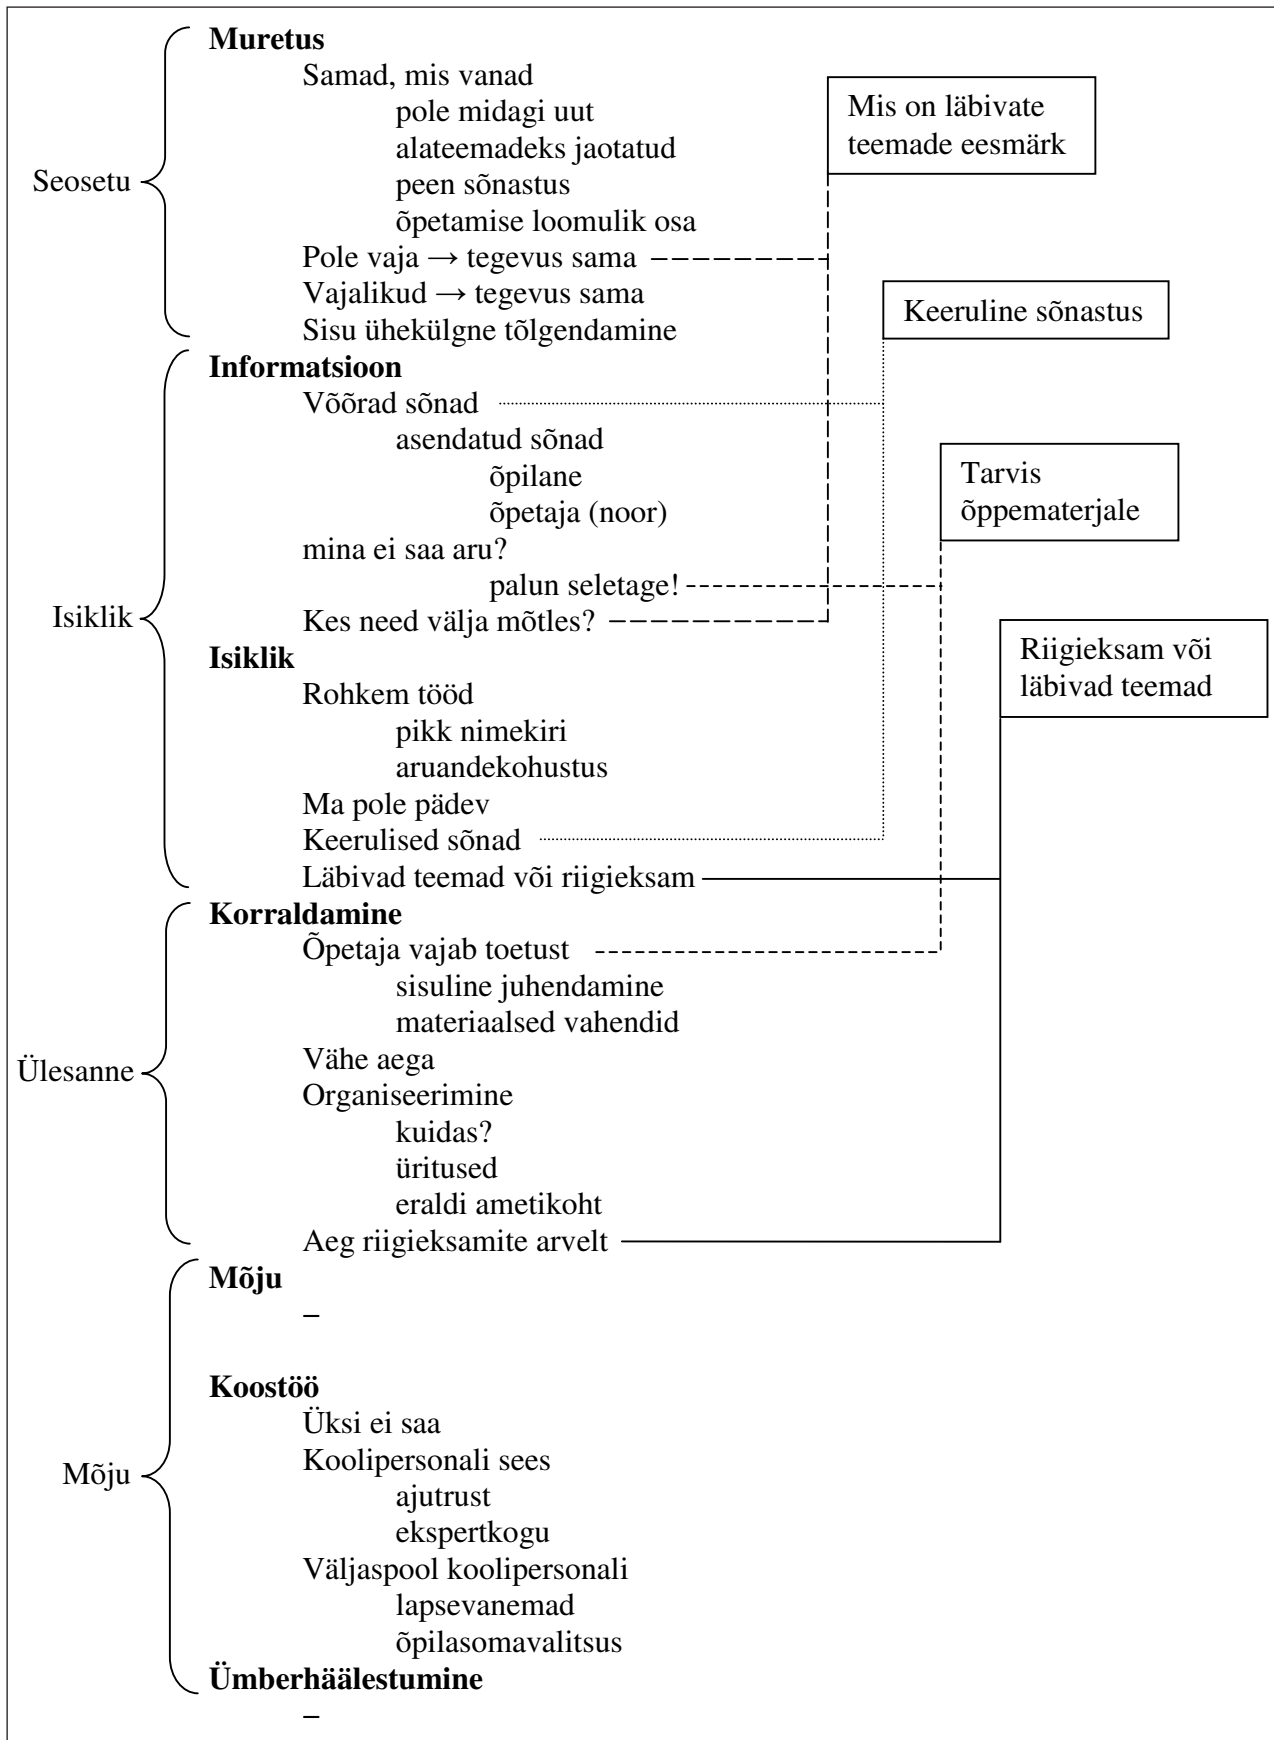 Muretus
Samad, mis vanad
pole midagi uut
alateemadeks jaotatud
peen sõnastus
õpetamise loomulik osa
Pole vaja → tegevus sama
Vajalikud → tegevus sama
Sisu ühekülgne tõlgendamine
Seosetu
Mis on läbivate
teemade eesmärk
Keeruline sõnastus
Informatsioon
Võõrad sõnad
asendatud sõnad
õpilane
õpetaja (noor)
mina ei saa aru?
palun seletage!
Kes need välja mõtles?
Isiklik
Tarvis
õppematerjale
Isiklik
Rohkem tööd
pikk nimekiri
aruandekohustus
Ma pole pädev
Keerulised sõnad
Läbivad teemad või riigieksam
Riigieksam või
läbivad teemad
Korraldamine
Õpetaja vajab toetust
sisuline juhendamine
materiaalsed vahendid
Vähe aega
Organiseerimine
kuidas?
üritused
eraldi ametikoht
Aeg riigieksamite arvelt
Ülesanne
Mõju
–
Koostöö
Üksi ei saa
Koolipersonali sees
ajutrust
ekspertkogu
Väljaspool koolipersonali
lapsevanemad
õpilasomavalitsus
Mõju
Ümberhäälestumine
–